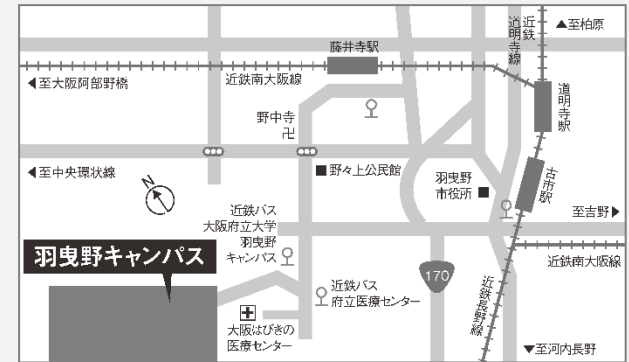 近鉄
道明寺線
▲至柏原
藤井寺駅
近鉄南大阪線
◀至大阪阿部野橋
道明寺駅
野中寺
卍
◀至中央環状線
野々上公民館
羽曳野
市役所
古市駅
N
近鉄バス
大阪府立大学
羽曳野
キャンパス
至吉野▶
羽曳野キャンパス
近鉄南大阪線
170
近鉄バス
府立医療センター
近鉄長野線
大阪はびきの
医療センター
▼至河内長野